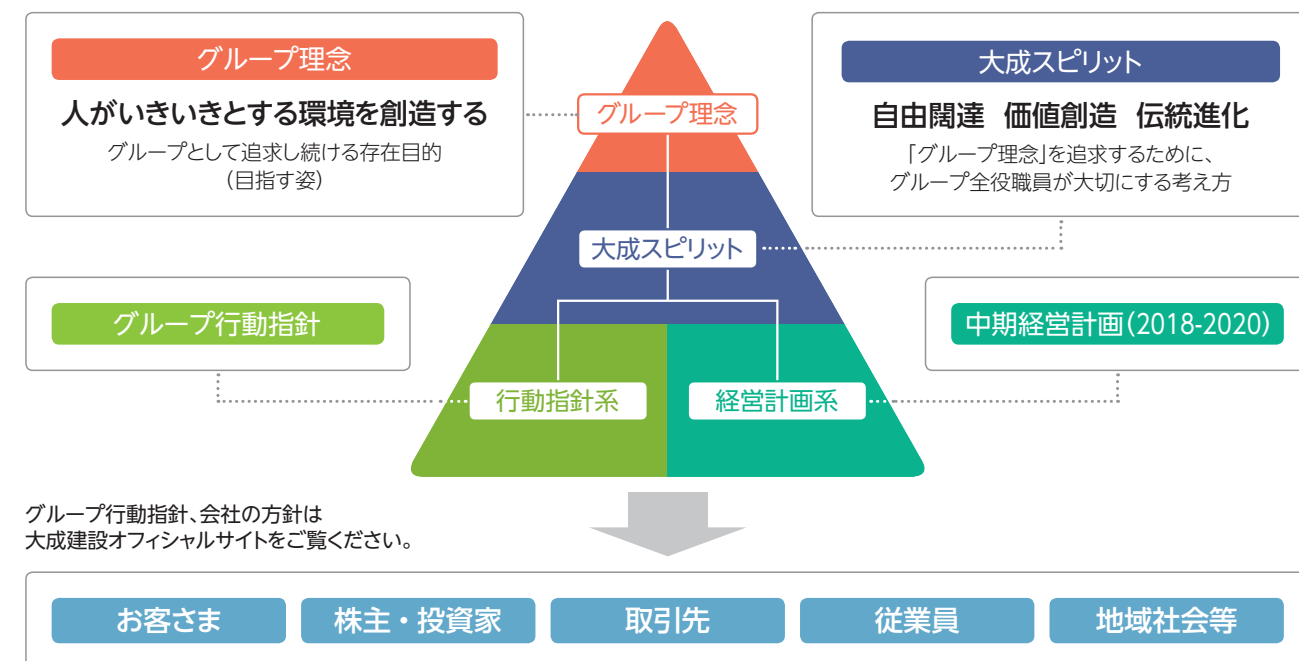 グループ理念
人がいきいきとする環境を創造する
グループとして追求し続ける存在目的
（目指す姿）
グループ理念
大成スピリット
自由闊達 価値創造 伝統進化
「グループ理念」を追求するために、
グループ全役職員が大切にする考え方
大成スピリット
グループ行動指針
中期経営計画（2018-2020）
行動指針系
経営計画系
グループ行動指針、会社の方針は
大成建設オフィシャルサイトをご覧ください。
お客さま
株主・投資家
取引先
従業員
地域社会等